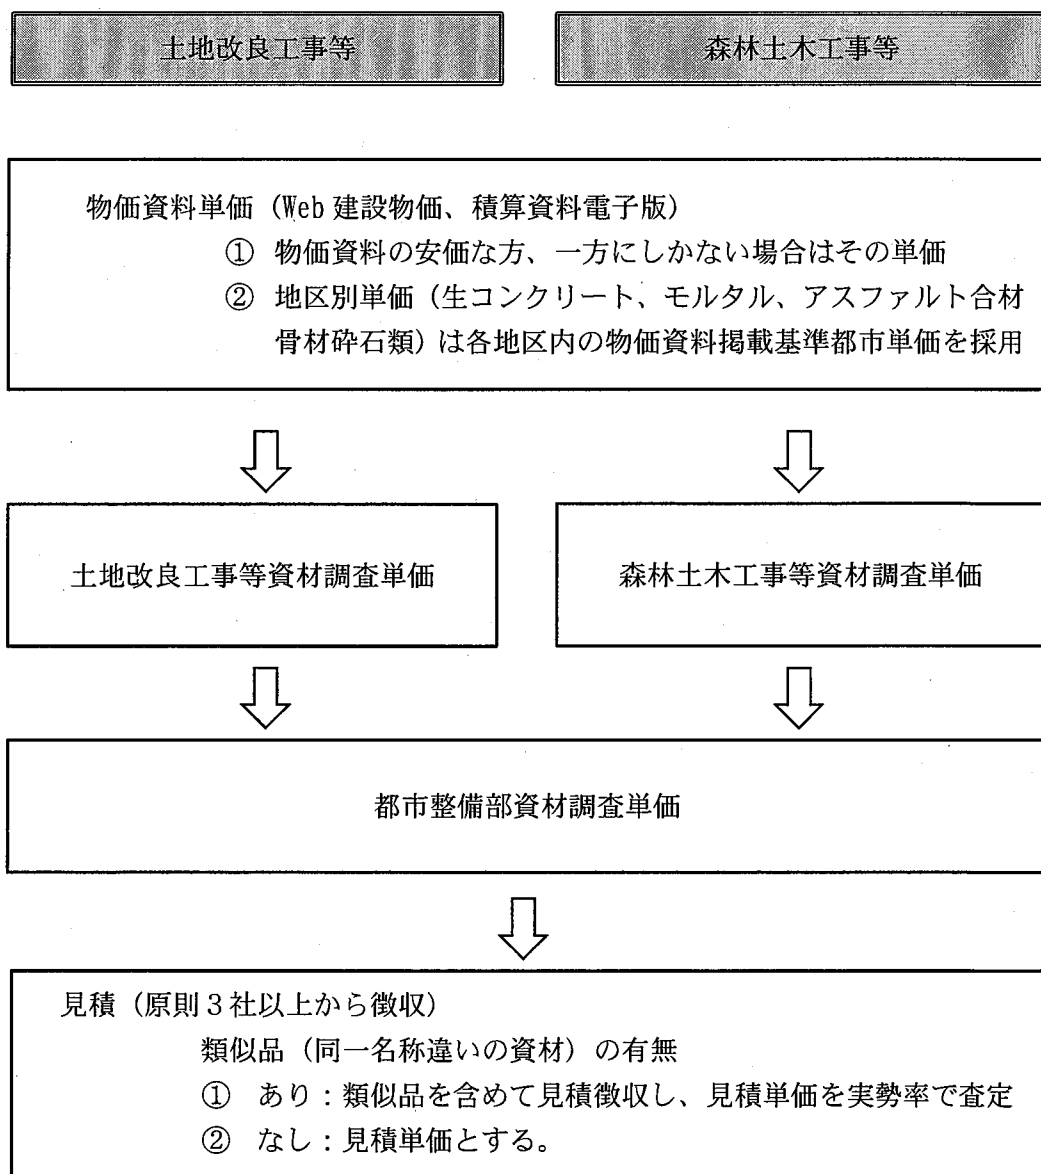 土地改良工事等
森林土木工事等
物価資料単価（Web 建設物価、積算資料電子版）
① 物価資料の安価な方、一方にしかない場合はその単価
② 地区別単価（生コンクリート、モルタル、アスファルト合材
骨材砕石類）は各地区内の物価資料掲載基準都市単価を採用
土地改良工事等資材調査単価
森林土木工事等資材調査単価
都市整備部資材調査単価
見積（原則３社以上から徴収）
類似品（同一名称違いの資材）の有無
① あり：類似品を含めて見積徴収し、見積単価を実勢率で査定
② なし：見積単価とする。